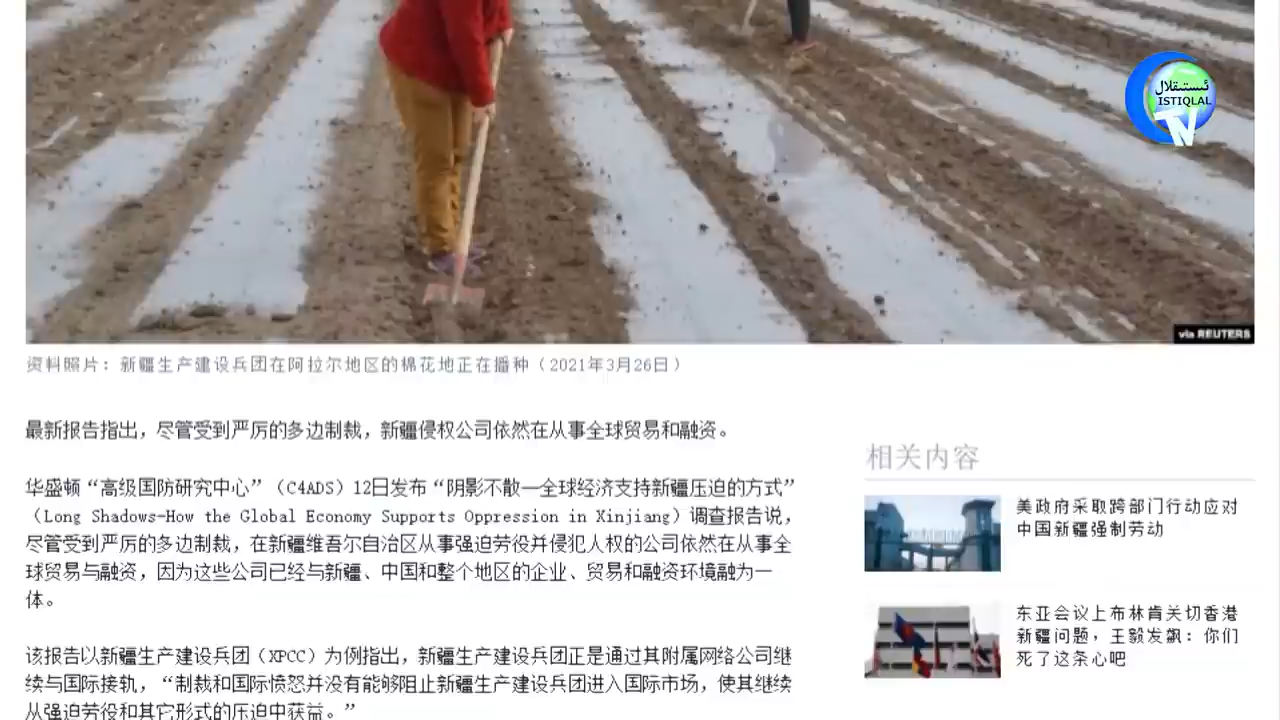 ئىستىقلال
ISTIQLAL
TV
via REUTERS
资料照片：新疆生产建设兵团在阿拉尔地区的棉花地正在播种（2021年3月26日）
最新报告指出，尽管受到严厉的多边制裁，新疆侵权公司依然在从事全球贸易和融资。
华盛顿“高级国防研究中心”（C4ADS）12日发布“阴影不散—全球经济支持新疆压迫的方式”
（Long Shadows-How the Global Economy Supports Oppression in Xinjiang）调查报告说，
尽管受到严厉的多边制裁，在新疆维吾尔自治区从事强迫劳役并侵犯人权的公司依然在从事全
球贸易与融资，因为这些公司已经与新疆、中国和整个地区的企业、贸易和融资环境融为一
体。
该报告以新疆生产建设兵团（XPCC）为例指出，新疆生产建设兵团正是通过其附属网络公司继
续与国际接轨，“制裁和国际愤怒并没有能够阻止新疆生产建设兵团进入国际市场，使其继续
从强迫劳役和其它形式的压迫中获益。”
相关内容
美政府采取跨部门行动应对
中国新疆强制劳动
东亚会议上布林肯关切香港
新疆问题，王毅发飙：你们
死了这条心吧